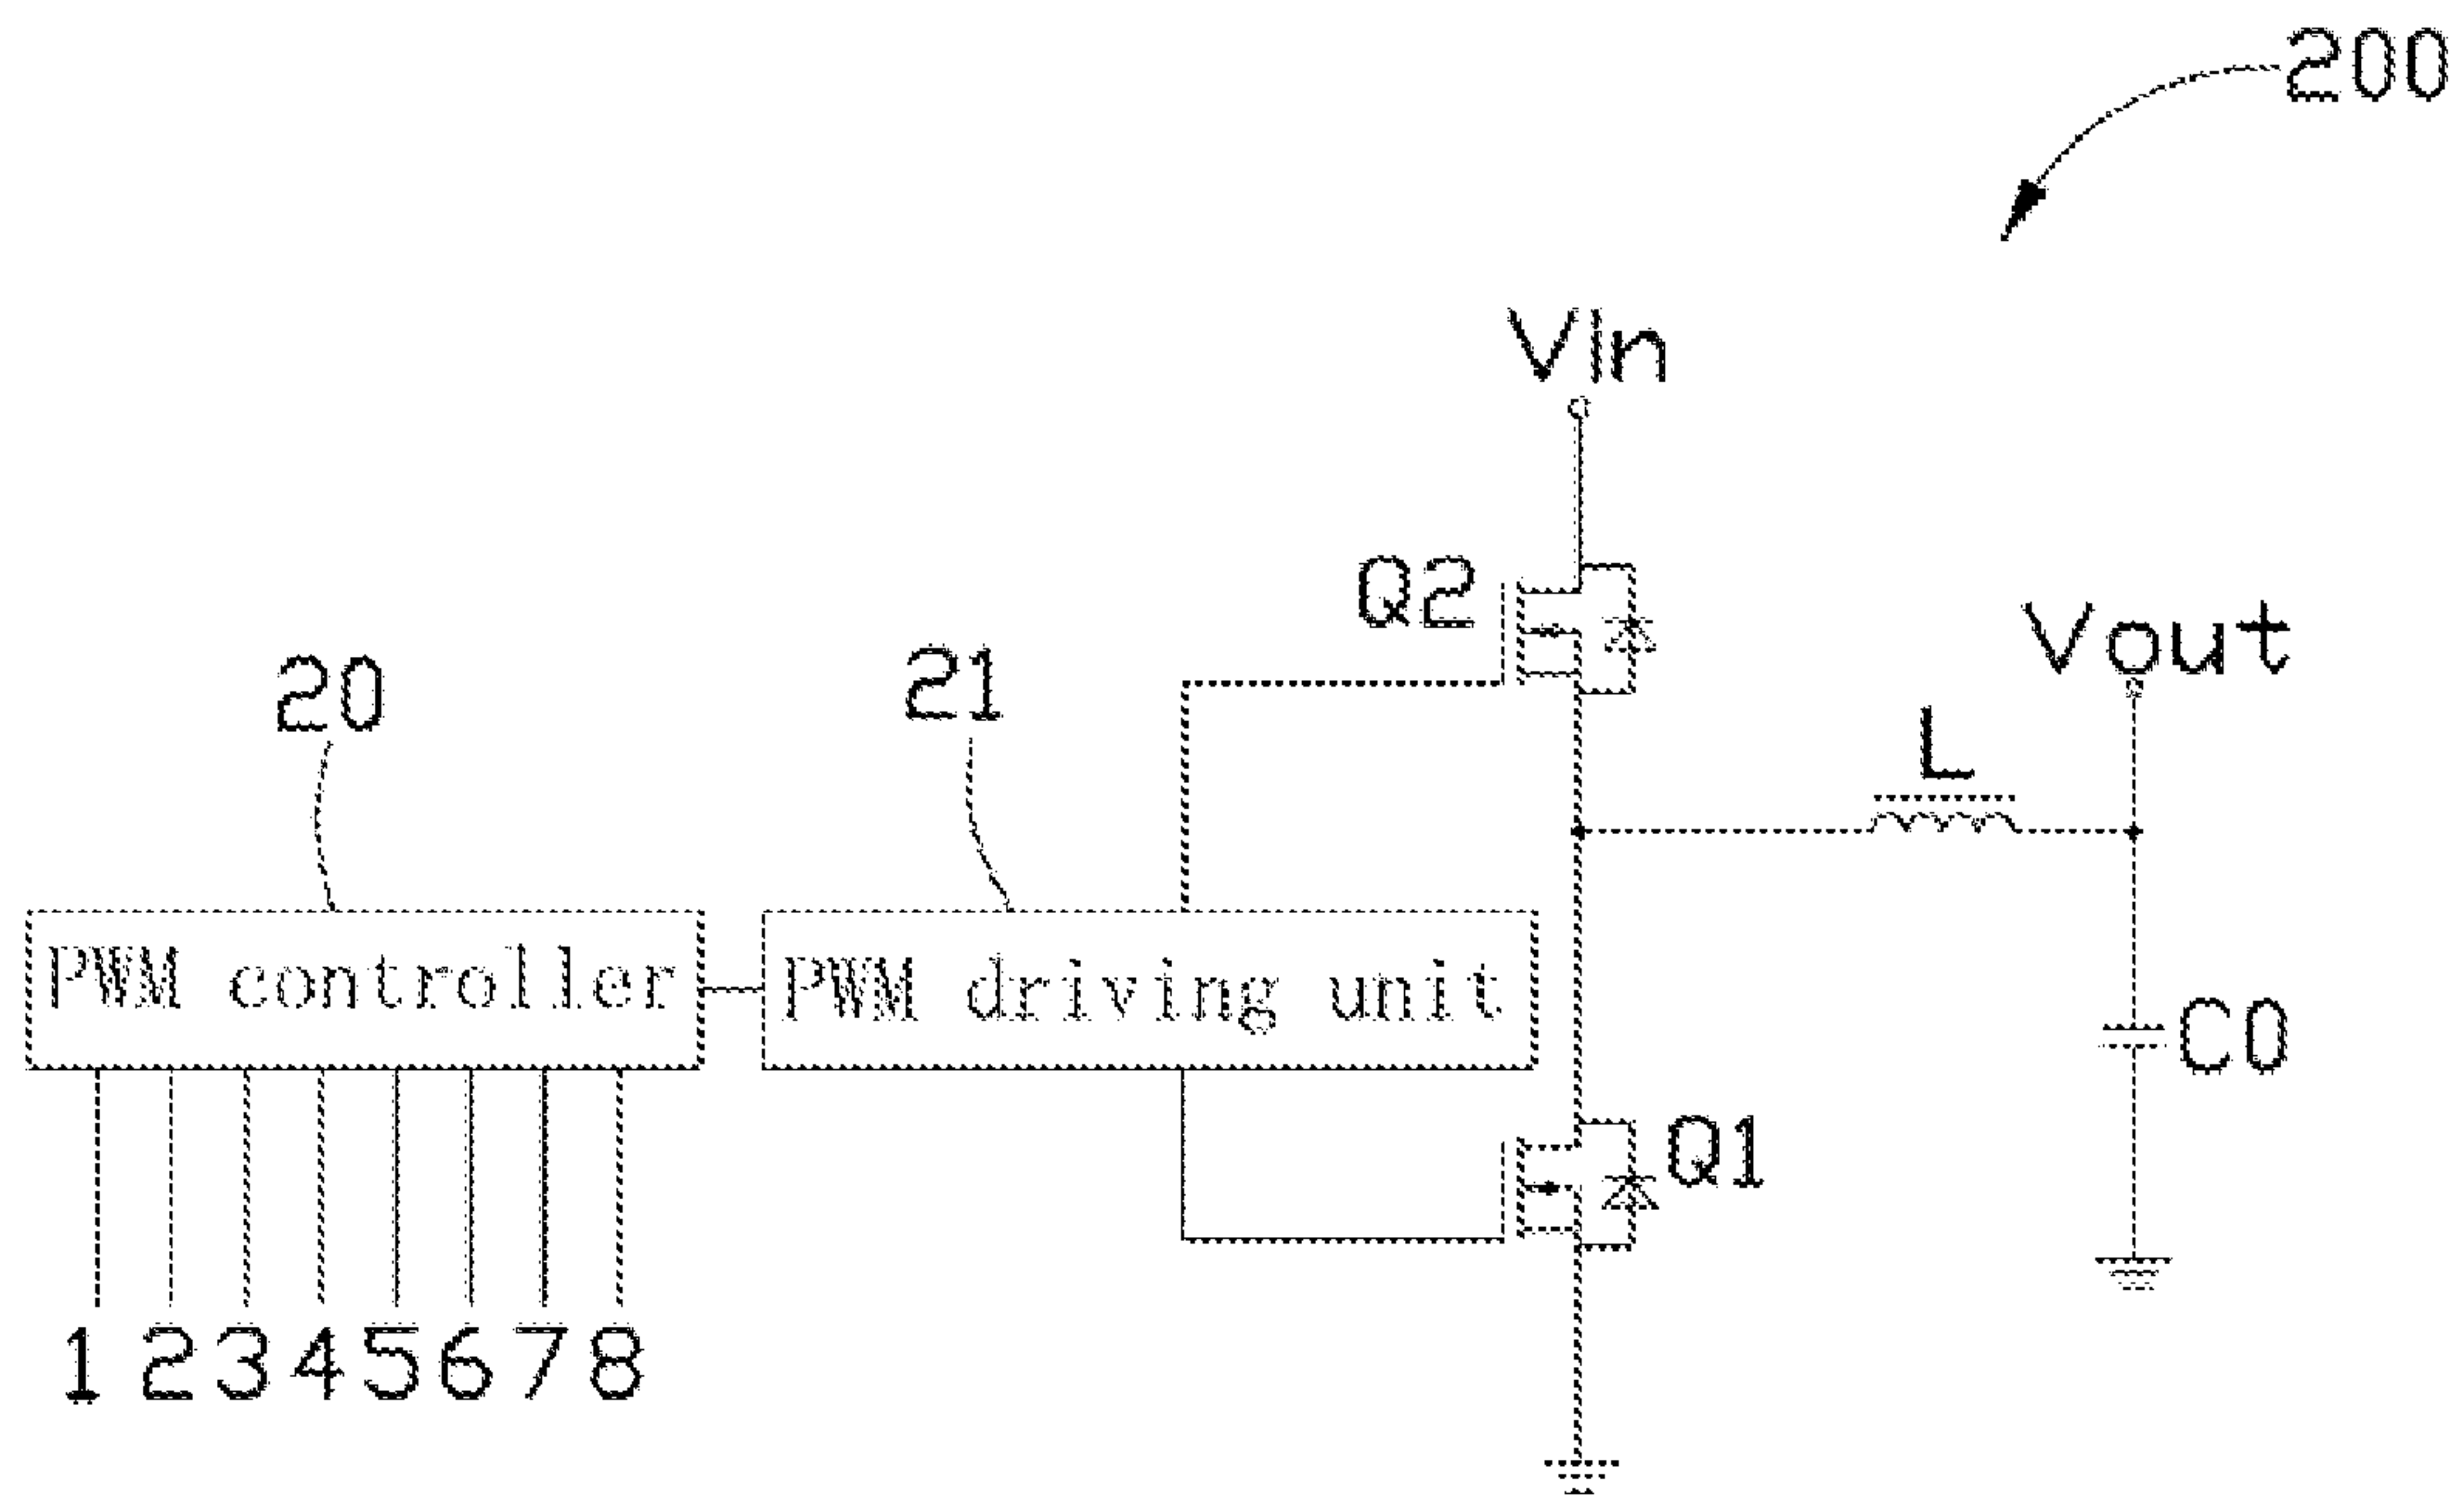 200
VIn
Q2
Vout
20
21
L
PWM controller
PWM driving unit
C0
Q1
1 2 3 4 5 6 7 8